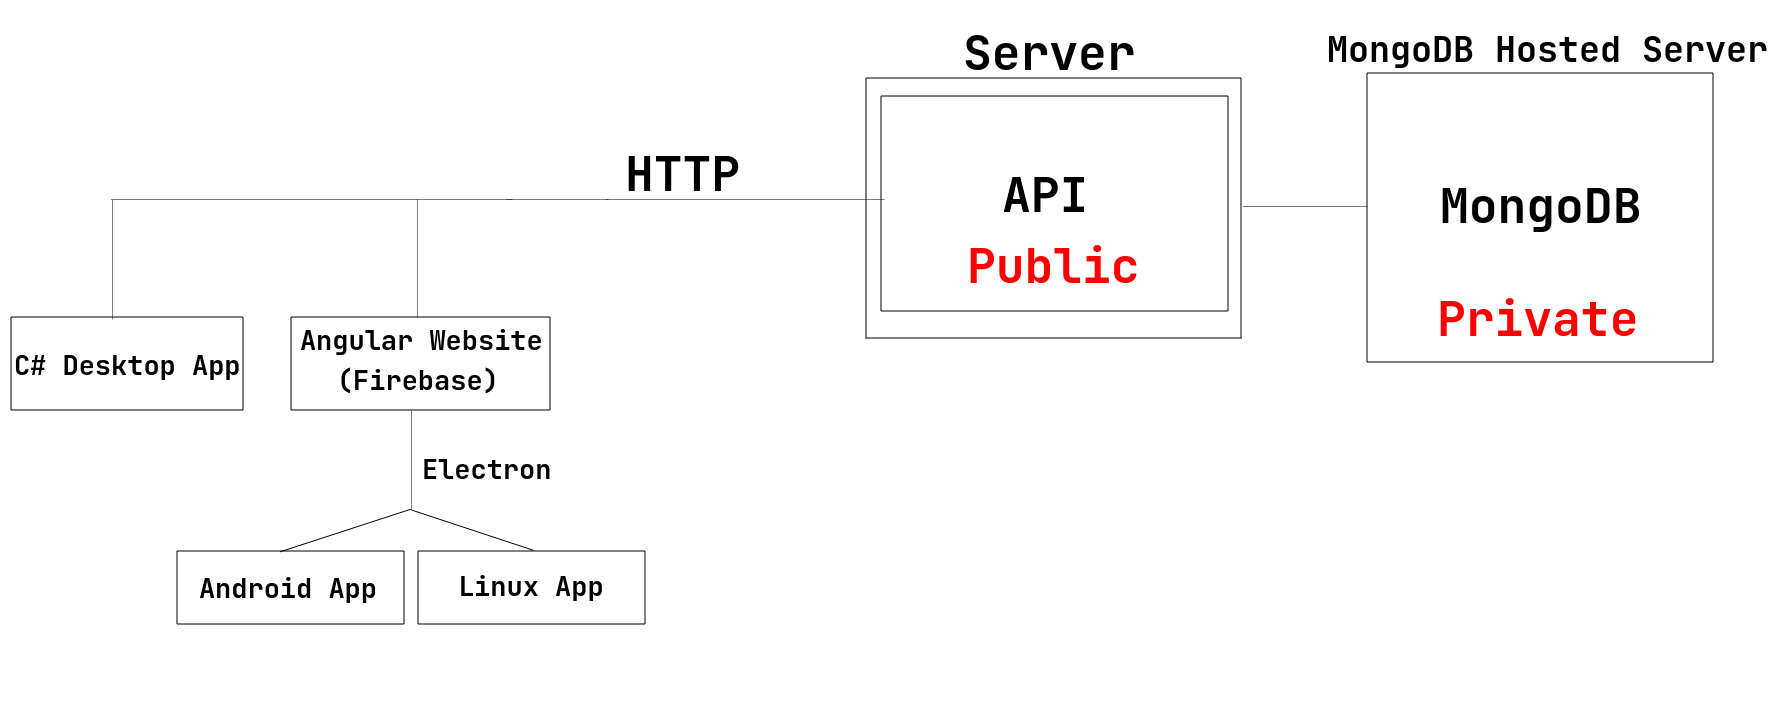 Server
MongoDB Hosted Server
HTTP
API
Public
MongoDB
Private
C# Desktop App
Angular Website
(Firebase)
Electron
Android App
Linux App